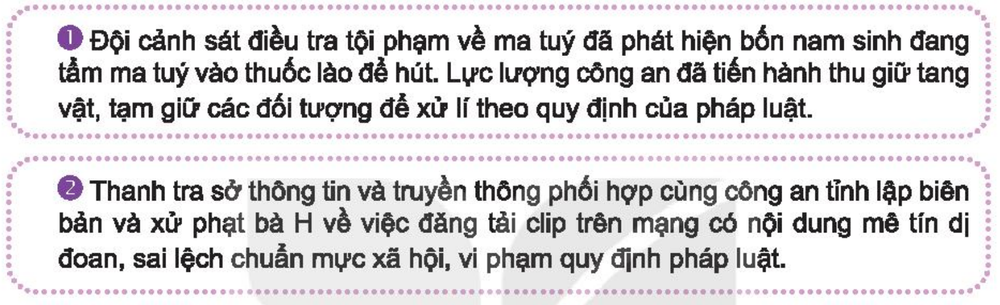 1 Đội cảnh sát điều tra tội phạm về ma tuý đã phát hiện bốn nam sinh đang
tẩm ma tuý vào thuốc lào để hút. Lực lượng công an đã tiến hành thu giữ tang
vật, tạm giữ các đối tượng để xử lí theo quy định của pháp luật.
2 Thanh tra sở thông tin và truyền thông phối hợp cùng công an tỉnh lập biên
bản và xử phạt bà H về việc đăng tải clip trên mạng có nội dung mê tín dị
đoan, sai lệch chuẩn mực xã hội, vi phạm quy định pháp luật.